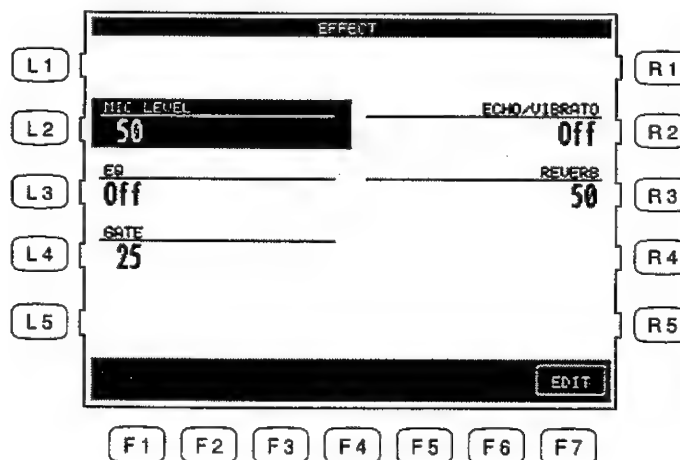 EFFECT
L1
R1
MIC LEVEL
50
ECHO/VIBRATO
Off
L2
R2
EQ
Off
REVERB
50
L3
R3
GATE
25
L4
R4
L5
R5
EDIT
F1 F2 F3 F4 F5 F6 F7